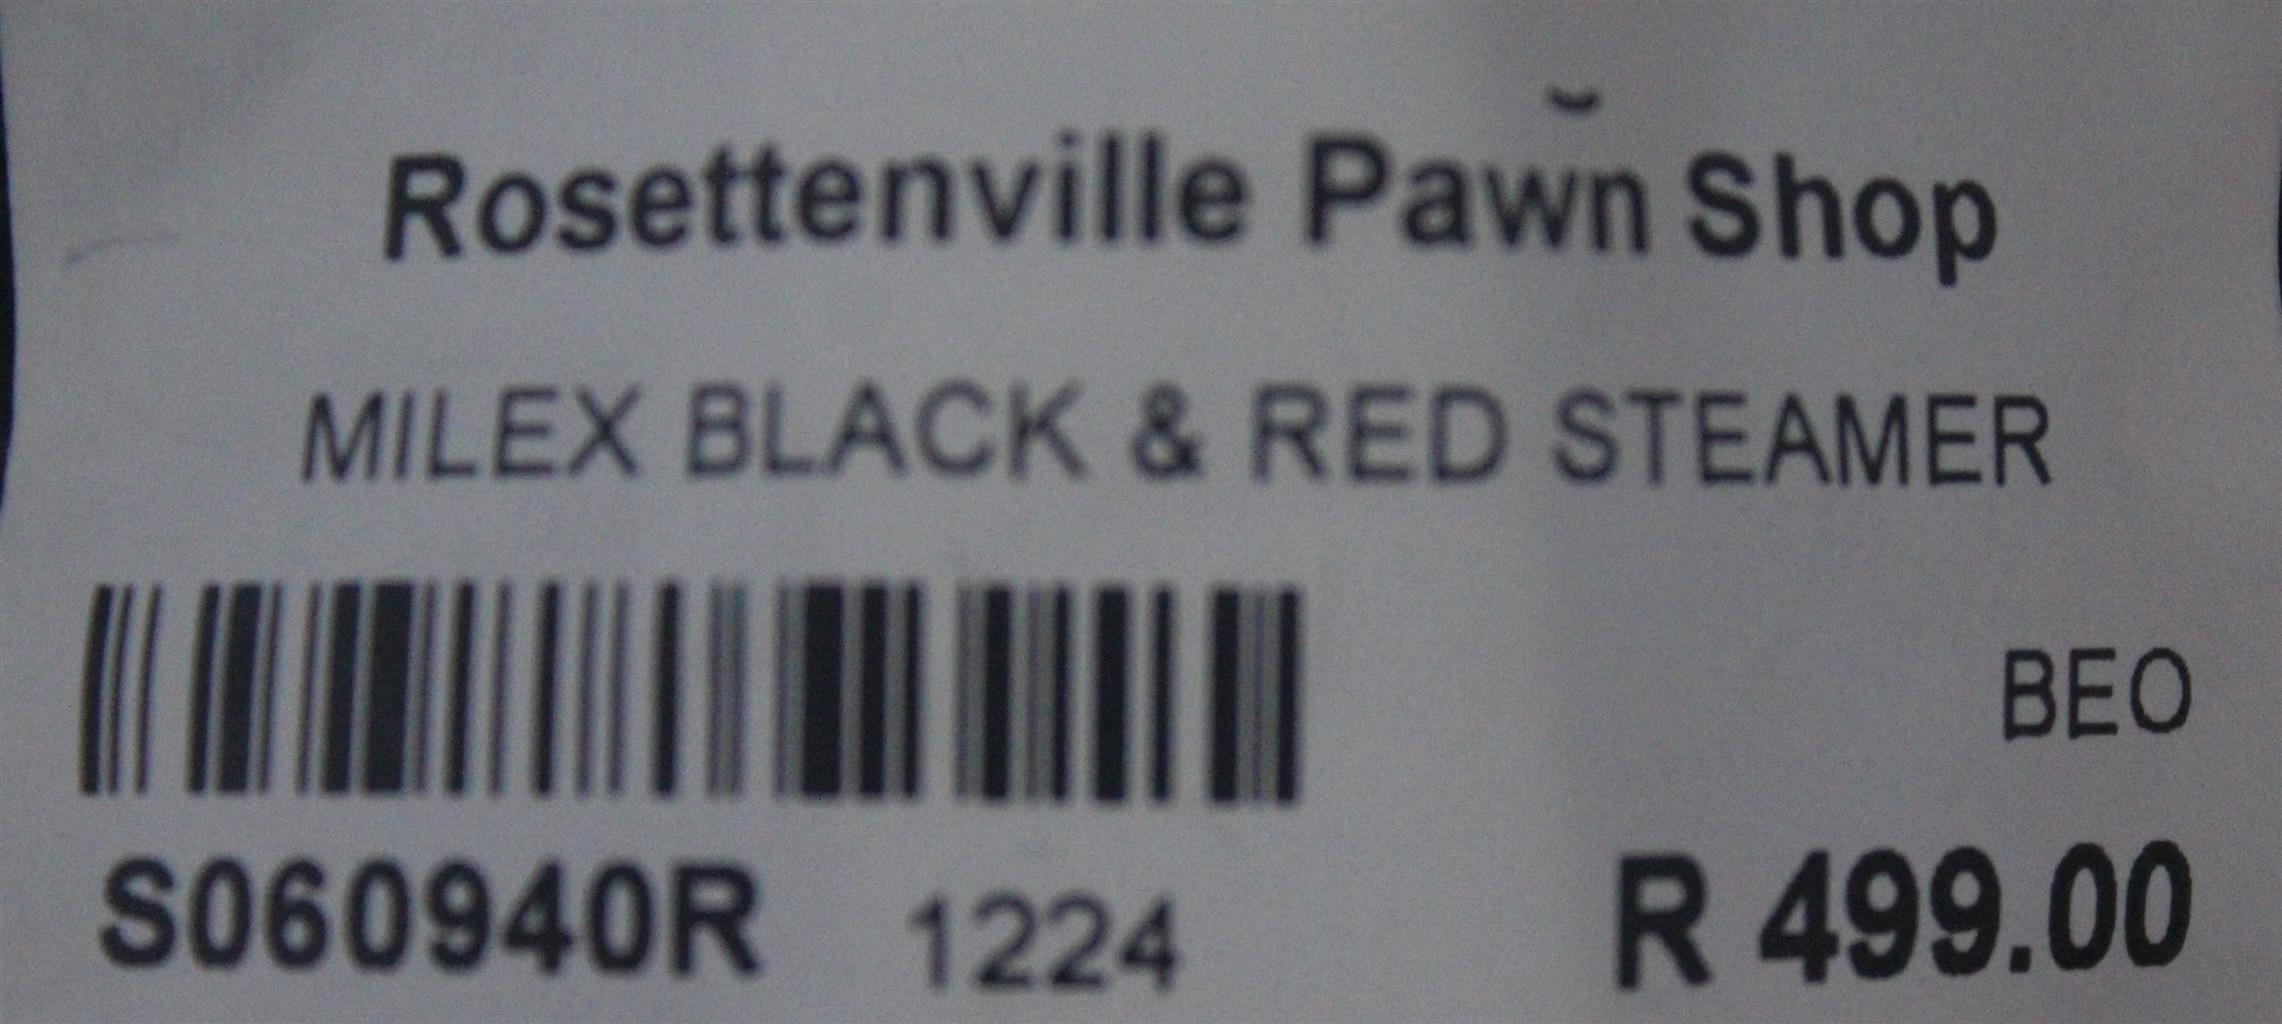 Rosettenville Pawn Shop
MILEX BLACK & RED STEAMER
BEO
S060940R 1224 R 499.00